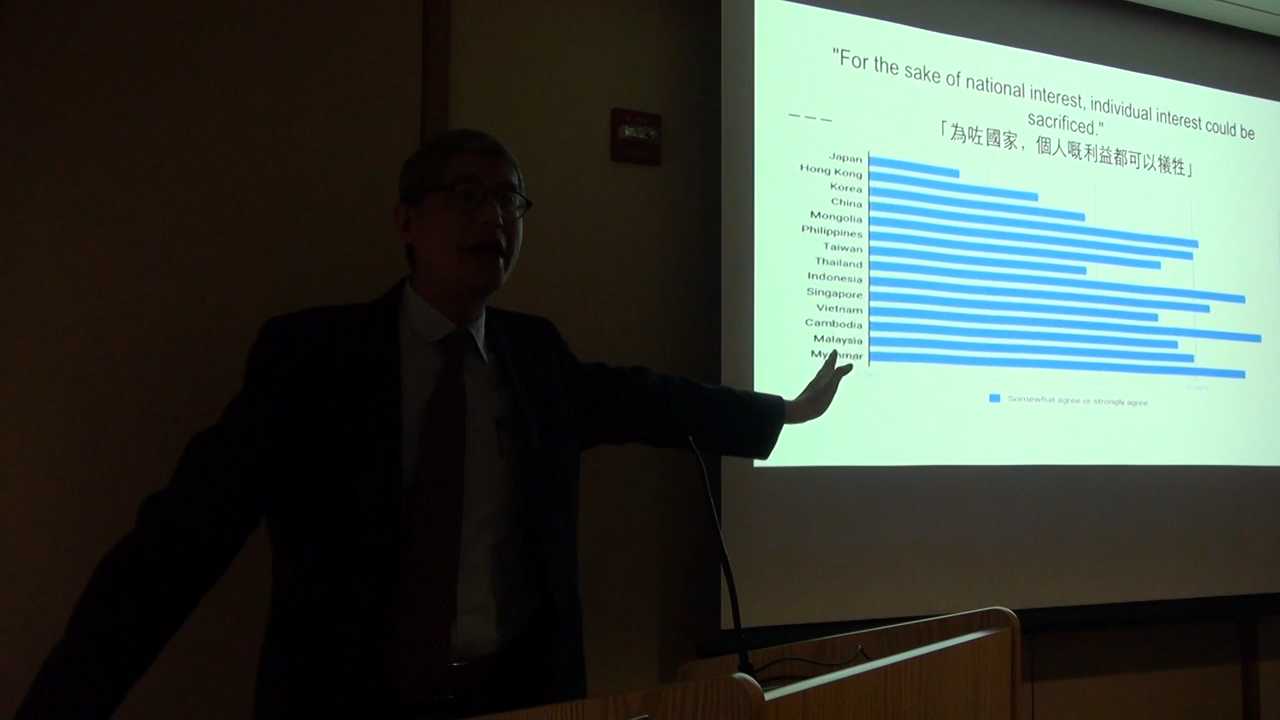 "For the sake of national interest, individual interest could be
sacrificed."
「為咗國家，個人嘅利益都可以犧牲」
Japan
Hong Kong
Korea
China
Mongolia
Philippines
Taiwan
Thailand
Indonesia
Singapore
Vietnam
Cambodia
Malaysia
Myanmar
Somewhat agree or strongly agree